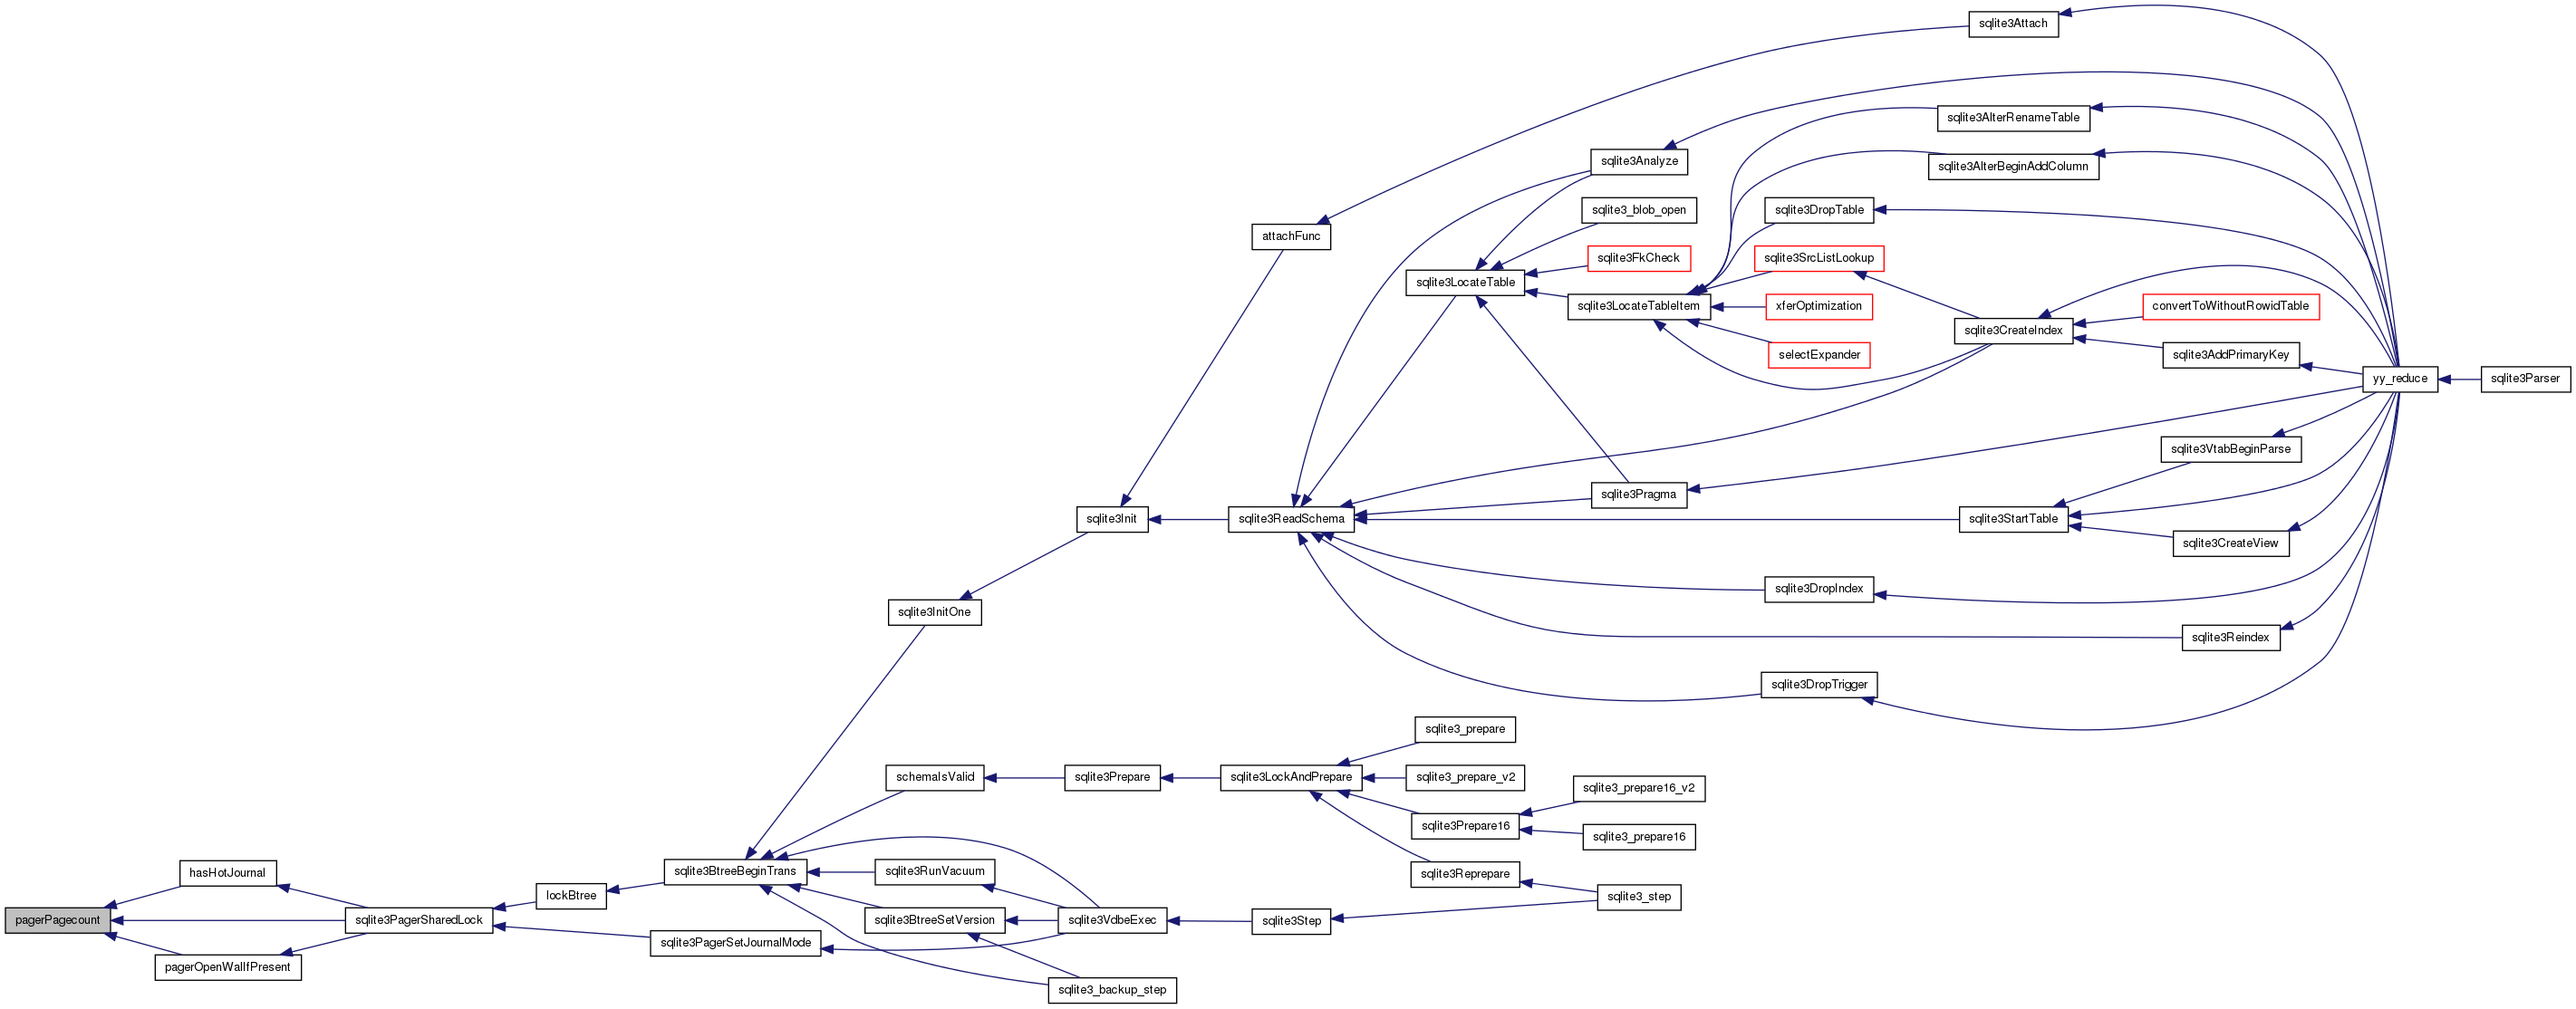 pagerPagecount
hasHotJournal
sqlite3PagerSharedLock
pagerOpenWalIfPresent
lockBtree
sqlite3PagerSetJournalMode
sqlite3BtreeBeginTrans
sqlite3InitOne
schemaIsValid
sqlite3RunVacuum
sqlite3BtreeSetVersion
sqlite3Init
sqlite3Prepare
sqlite3VdbeExec
sqlite3_backup_step
attachFunc
sqlite3ReadSchema
sqlite3LockAndPrepare
sqlite3Step
sqlite3LocateTable
sqlite3_prepare
sqlite3_prepare_v2
sqlite3Prepare16
sqlite3Reprepare
sqlite3Analyze
sqlite3_blob_open
sqlite3FkCheck
sqlite3LocateTableItem
sqlite3Pragma
sqlite3_prepare16_v2
sqlite3_prepare16
sqlite3_step
sqlite3DropTable
sqlite3SrcListLookup
xferOptimization
selectExpander
sqlite3DropIndex
sqlite3DropTrigger
sqlite3Attach
sqlite3AlterRenameTable
sqlite3AlterBeginAddColumn
sqlite3CreateIndex
sqlite3StartTable
convertToWithoutRowidTable
sqlite3AddPrimaryKey
sqlite3VtabBeginParse
sqlite3CreateView
sqlite3Reindex
yy_reduce
sqlite3Parser